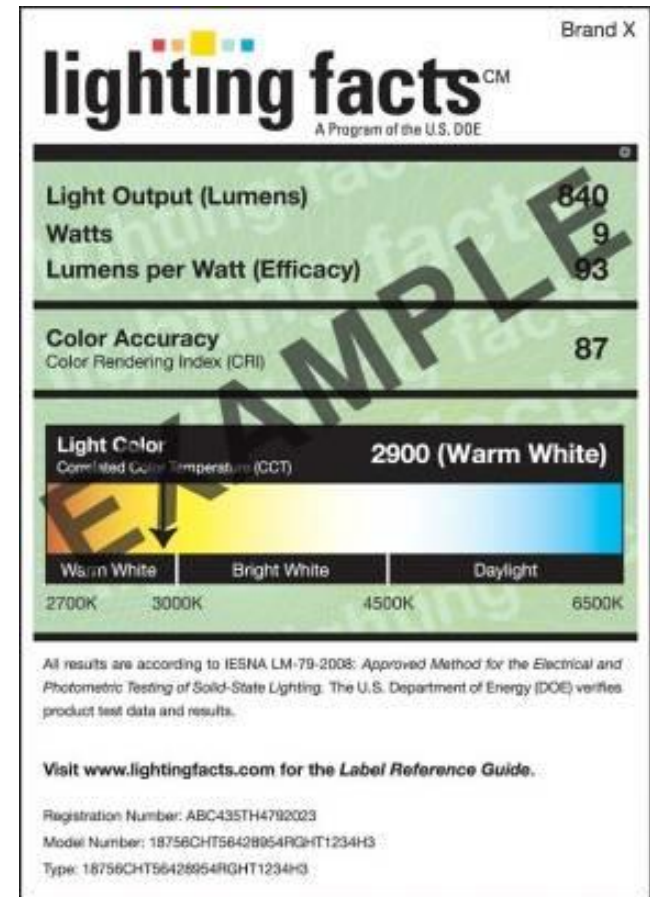 Brand X
lighting facts CM
A Program of the U.S. DOE
Light Output (Lumens) 840
Watts 9
Lumens per Watt (Efficacy) 93
Color Accuracy
Color Rendering Index (CRI) 87
Light Color
Correlated Color Temperature (CCT) 2900 (Warm White)
Warm White Bright White Daylight
2700K 3000K 4500K 6500K
EXAMPLE
All results are according to IESNA LM-79-2008: Approved Method for the Electrical and
Photometric Testing of Solid-State Lighting. The U.S. Department of Energy (DOE) verifies
product test data and results.
Visit www.lightingfacts.com for the Label Reference Guide.
Registration Number: ABC435TH4792023
Model Number: 18756CHT56428954RGHT1234H3
Type: 18756CHT56428954RGHT1234H3